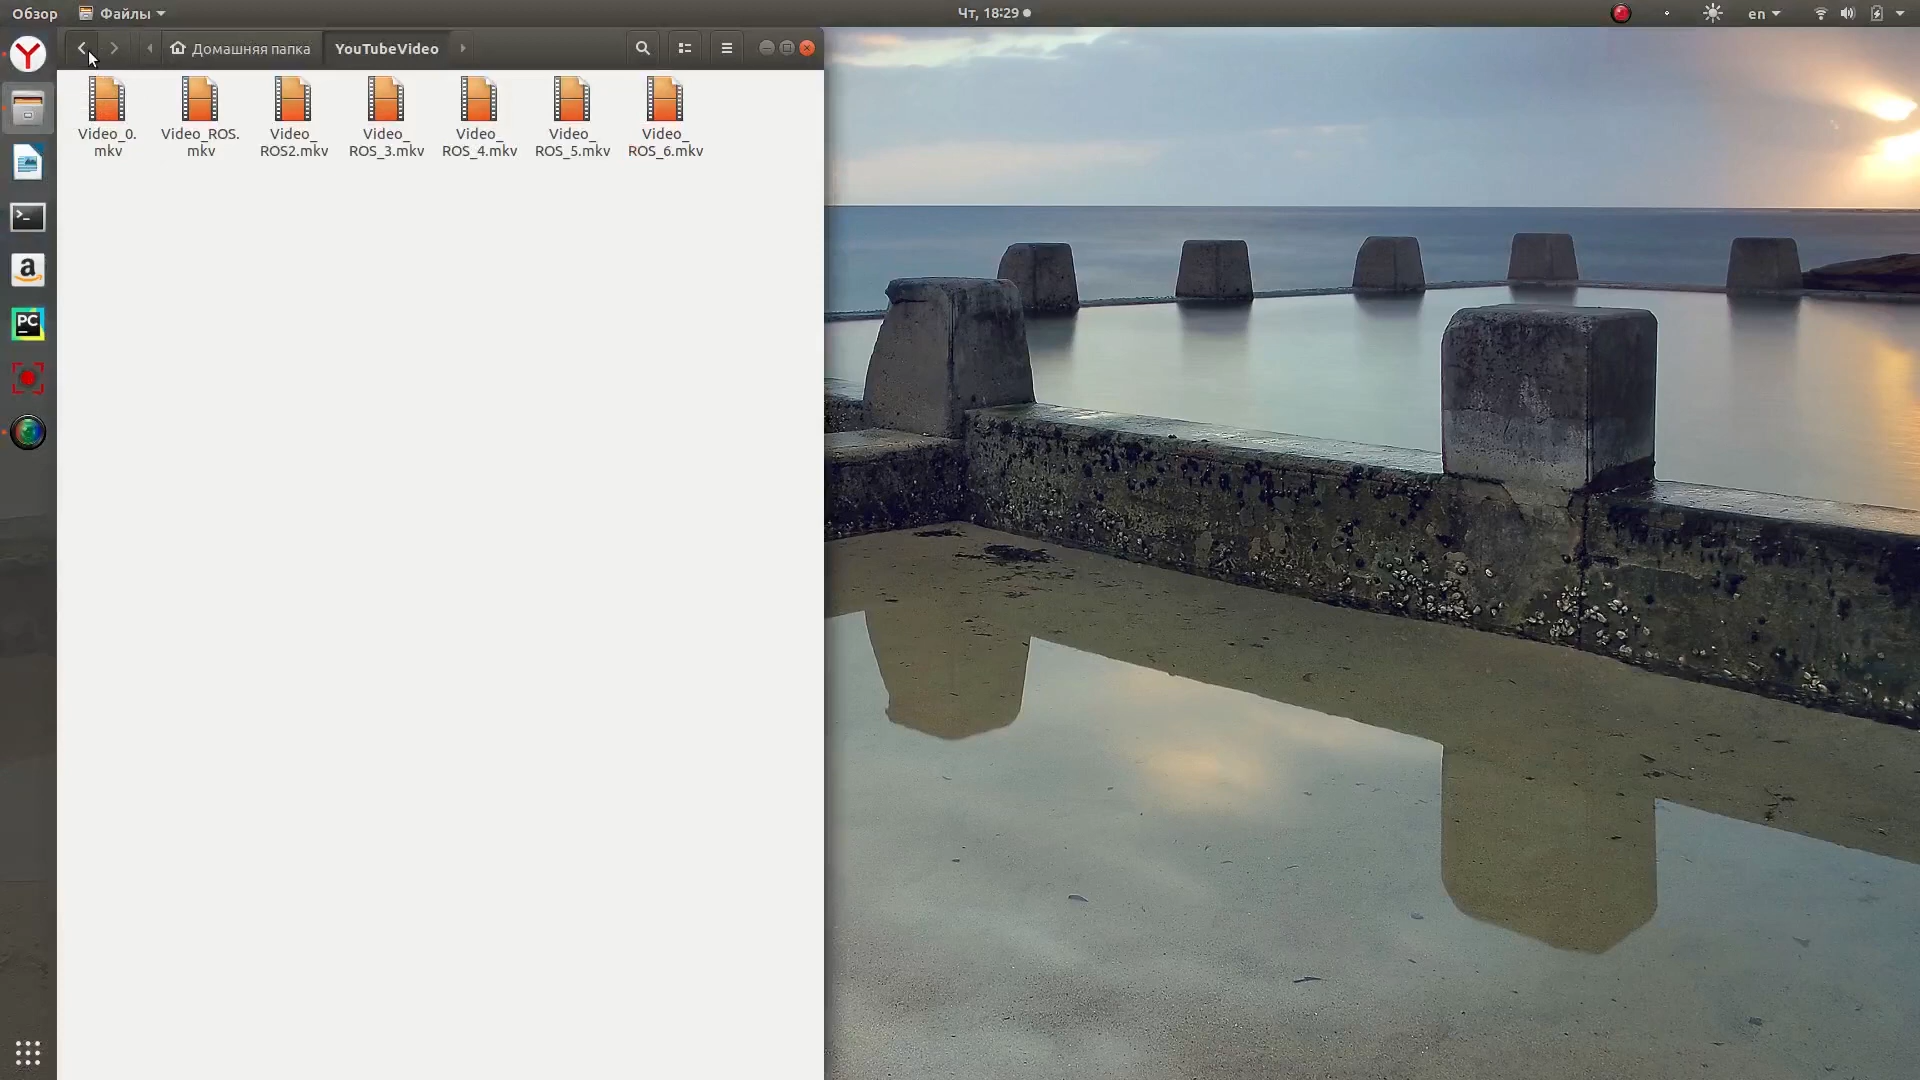 Обзор Файлы Чт, 18:29 en
Домашняя папка YouTubeVideo
Video_0.
mkv
Video_ROS.
mkv
Video_
ROS2.mkv
Video_
ROS_3.mkv
Video_
ROS_4.mkv
Video_
ROS_5.mkv
Video_
ROS_6.mkv
Y
>_
a
PC